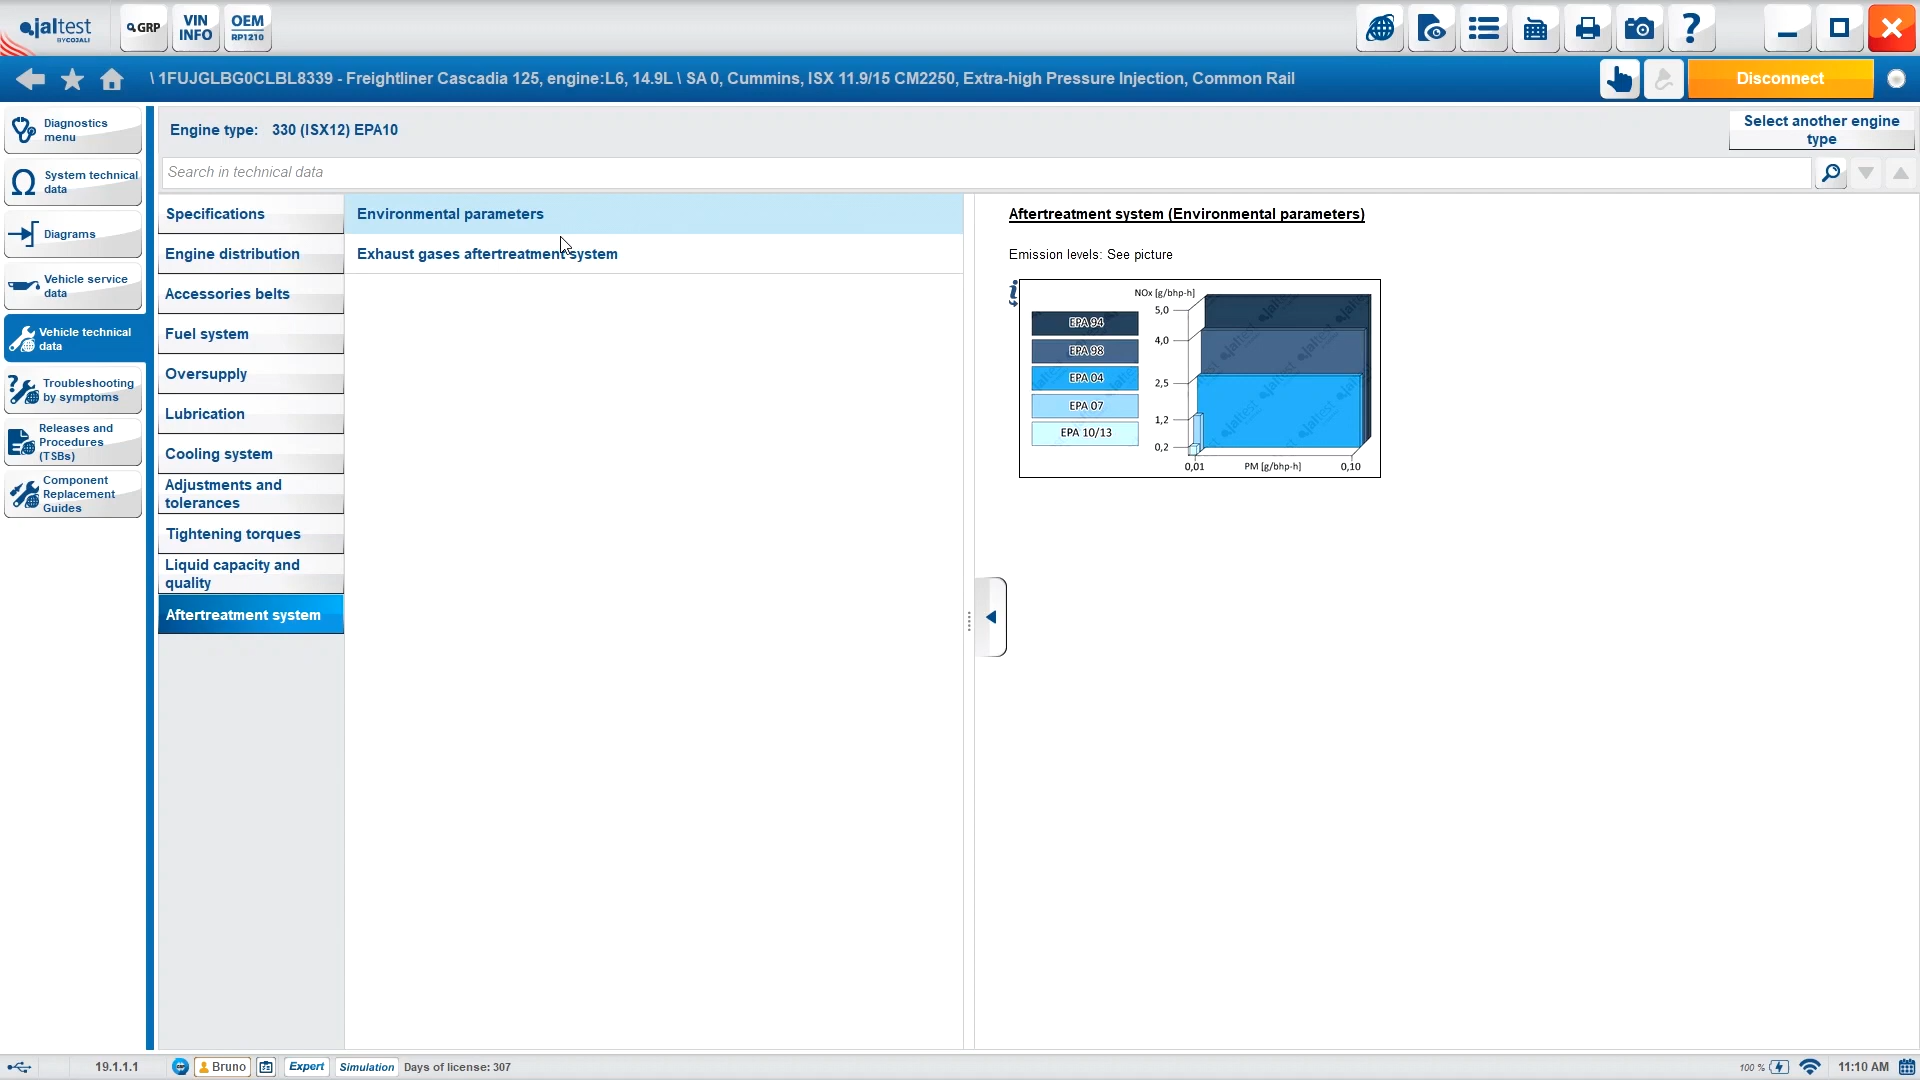 jaltest
BY COJALI
GRP
VIN
INFO
OEM
RP1210
?
\ 1FUJGLBG0CLBL8339 - Freightliner Cascadia 125, engine:L6, 14.9L \ SA 0, Cummins, ISX 11.9/15 CM2250, Extra-high Pressure Injection, Common Rail
Disconnect
Diagnostics
menu
System technical
data
Diagrams
Vehicle service
data
Vehicle technical
data
Troubleshooting
by symptoms
Releases and
Procedures
(TSBs)
Component
Replacement
Guides
Engine type: 330 (ISX12) EPA10
Select another engine
type
Search in technical data
Specifications
Engine distribution
Accessories belts
Fuel system
Oversupply
Lubrication
Cooling system
Adjustments and
tolerances
Tightening torques
Liquid capacity and
quality
Aftertreatment system
Environmental parameters
Exhaust gases aftertreatment system
Aftertreatment system (Environmental parameters)
Emission levels: See picture
NOx [g/bhp-h]
EPA 94
EPA 98
EPA 04
EPA 07
EPA 10/13
5,0
4,0
2,5
1,2
0,2
0,01
PM [g/bhp-h]
0,10
jaltest
jaltest
jaltest
jaltest
19.1.1.1
Bruno
Expert
Simulation
Days of license: 307
100 %
11:10 AM